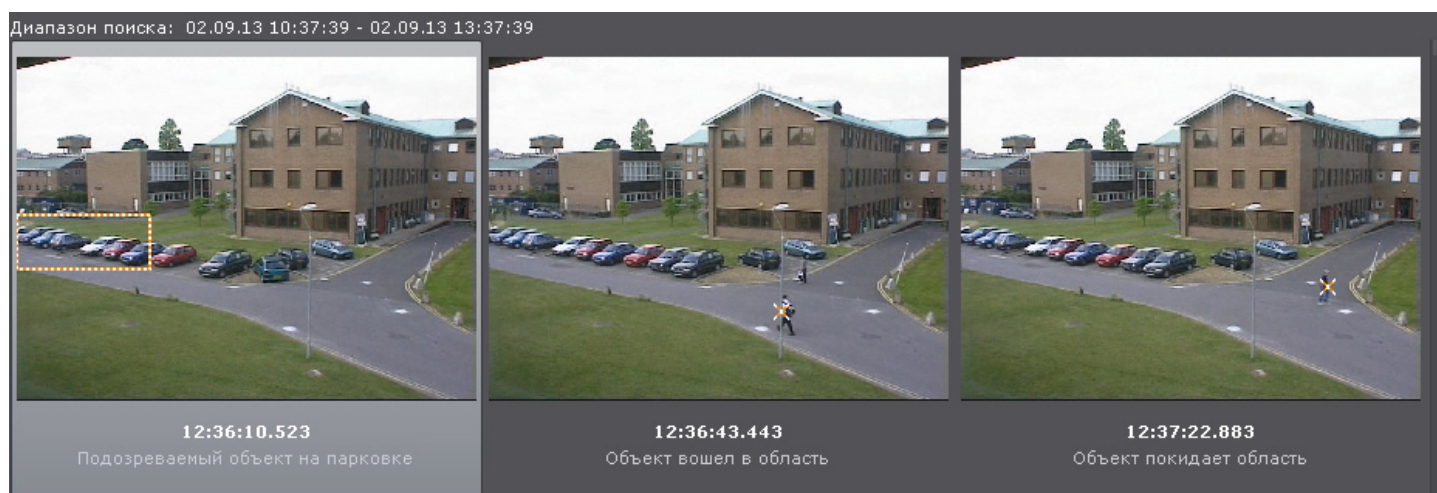 Диапазон поиска: 02.09.13 10:37:39 - 02.09.13 13:37:39
12:36:10.523
Подозреваемый объект на парковке
12:36:43.443
Объект вошел в область
12:37:22.883
Объект покидает область